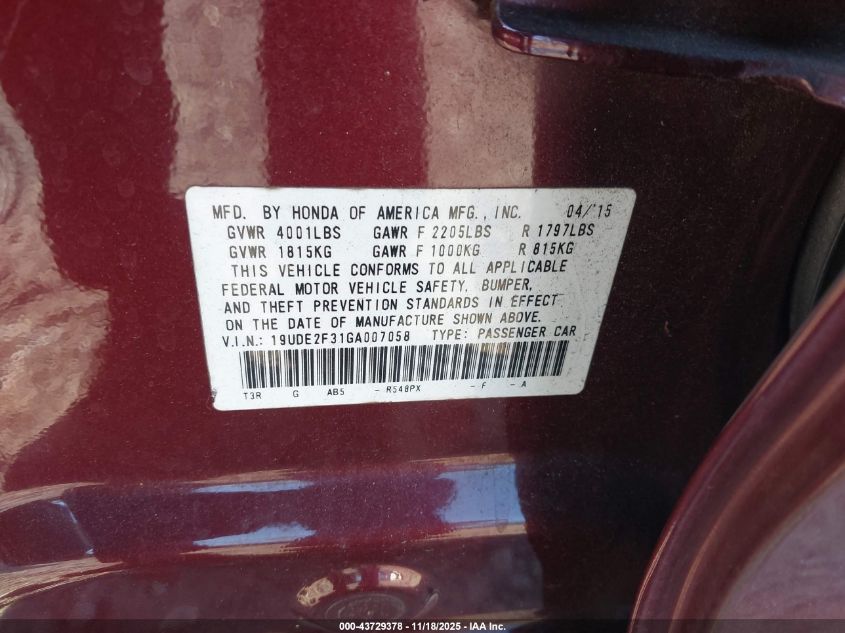 MFD. BY HONDA OF AMERICA MFG., INC. 04/'15
GVWR 4001LBS GAWR F 2205LBS R 1797LBS
GVWR 1815KG GAWR F 1000KG R 815KG
THIS VEHICLE CONFORMS TO ALL APPLICABLE
FEDERAL MOTOR VEHICLE SAFETY, BUMPER,
AND THEFT PREVENTION STANDARDS IN EFFECT
ON THE DATE OF MANUFACTURE SHOWN ABOVE.
V.I.N.: 19UDE2F31GA007058 TYPE: PASSENGER CAR
T3R G AB5 - R548PX - F - A
000-43729378 - 11/18/2025 - IAA Inc.